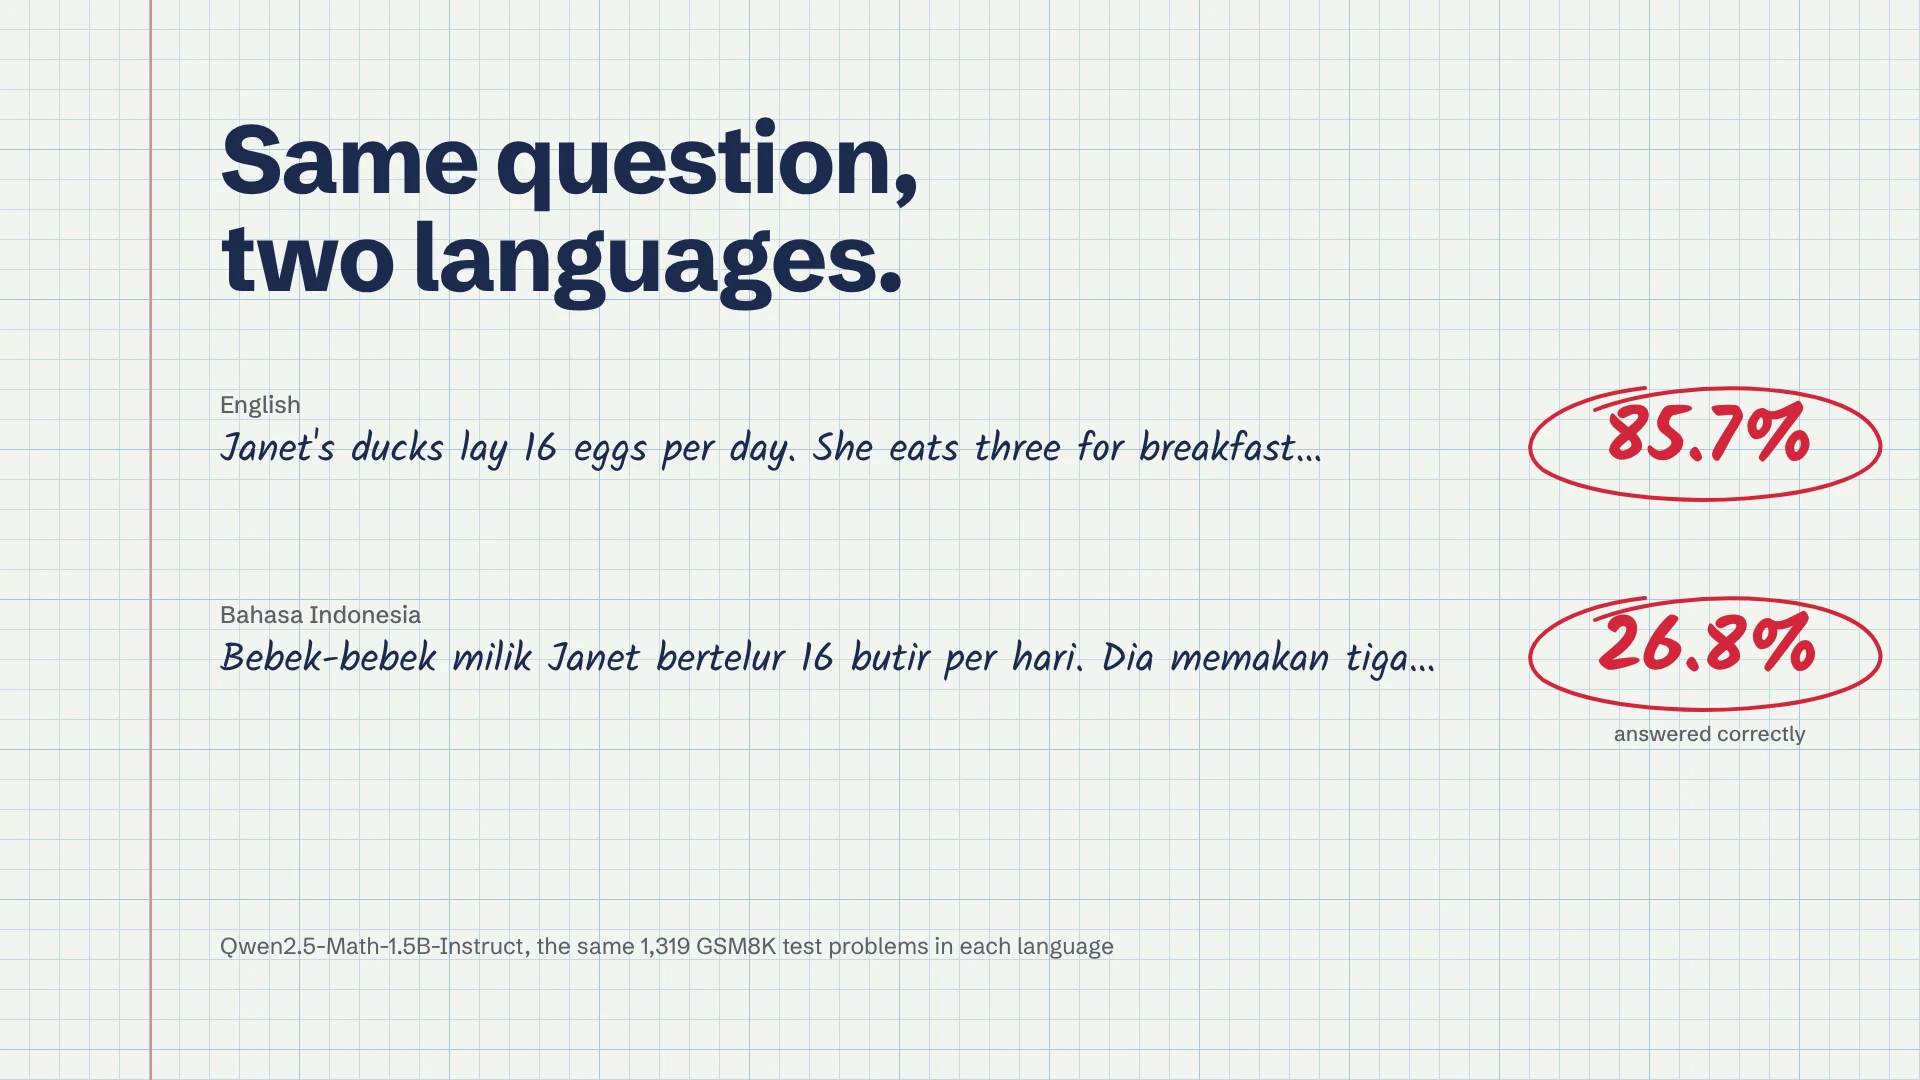 Same question,
two languages.
English
Janet's ducks lay 16 eggs per day. She eats three for breakfast...
85.7%
Bahasa Indonesia
Bebek-bebek milik Janet bertelur 16 butir per hari. Dia memakan tiga...
26.8%
answered correctly
Qwen2.5-Math-1.5B-Instruct, the same 1,319 GSM8K test problems in each language